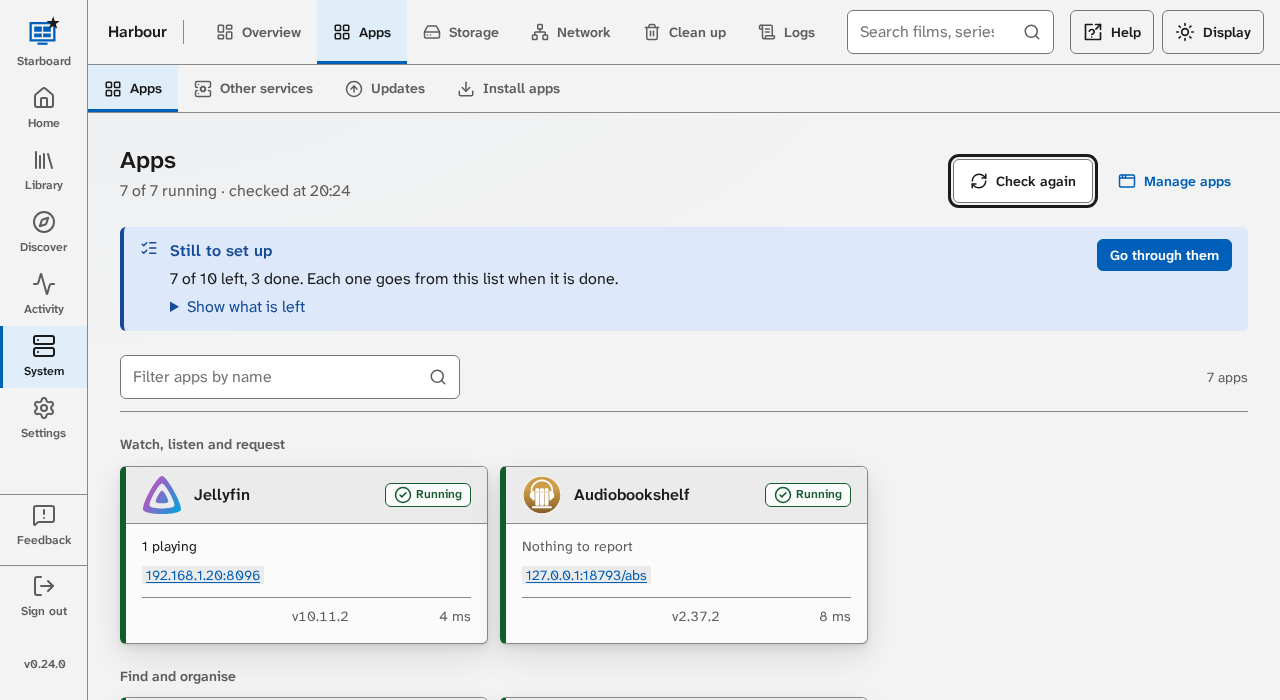 Starboard
Home
Library
Discover
Activity
System
Settings
Feedback
Sign out
v0.24.0
Harbour
Overview
Apps
Storage
Network
Clean up
Logs
Search films, series
Help
Display
Apps
Other services
Updates
Install apps
Apps
7 of 7 running · checked at 20:24
Check again
Manage apps
Still to set up
7 of 10 left, 3 done. Each one goes from this list when it is done.
Show what is left
Go through them
Filter apps by name
7 apps
Watch, listen and request
Jellyfin
Running
1 playing
192.168.1.20:8096
v10.11.2
4 ms
Audiobookshelf
Running
Nothing to report
127.0.0.1:18793/abs
v2.37.2
8 ms
Find and organise